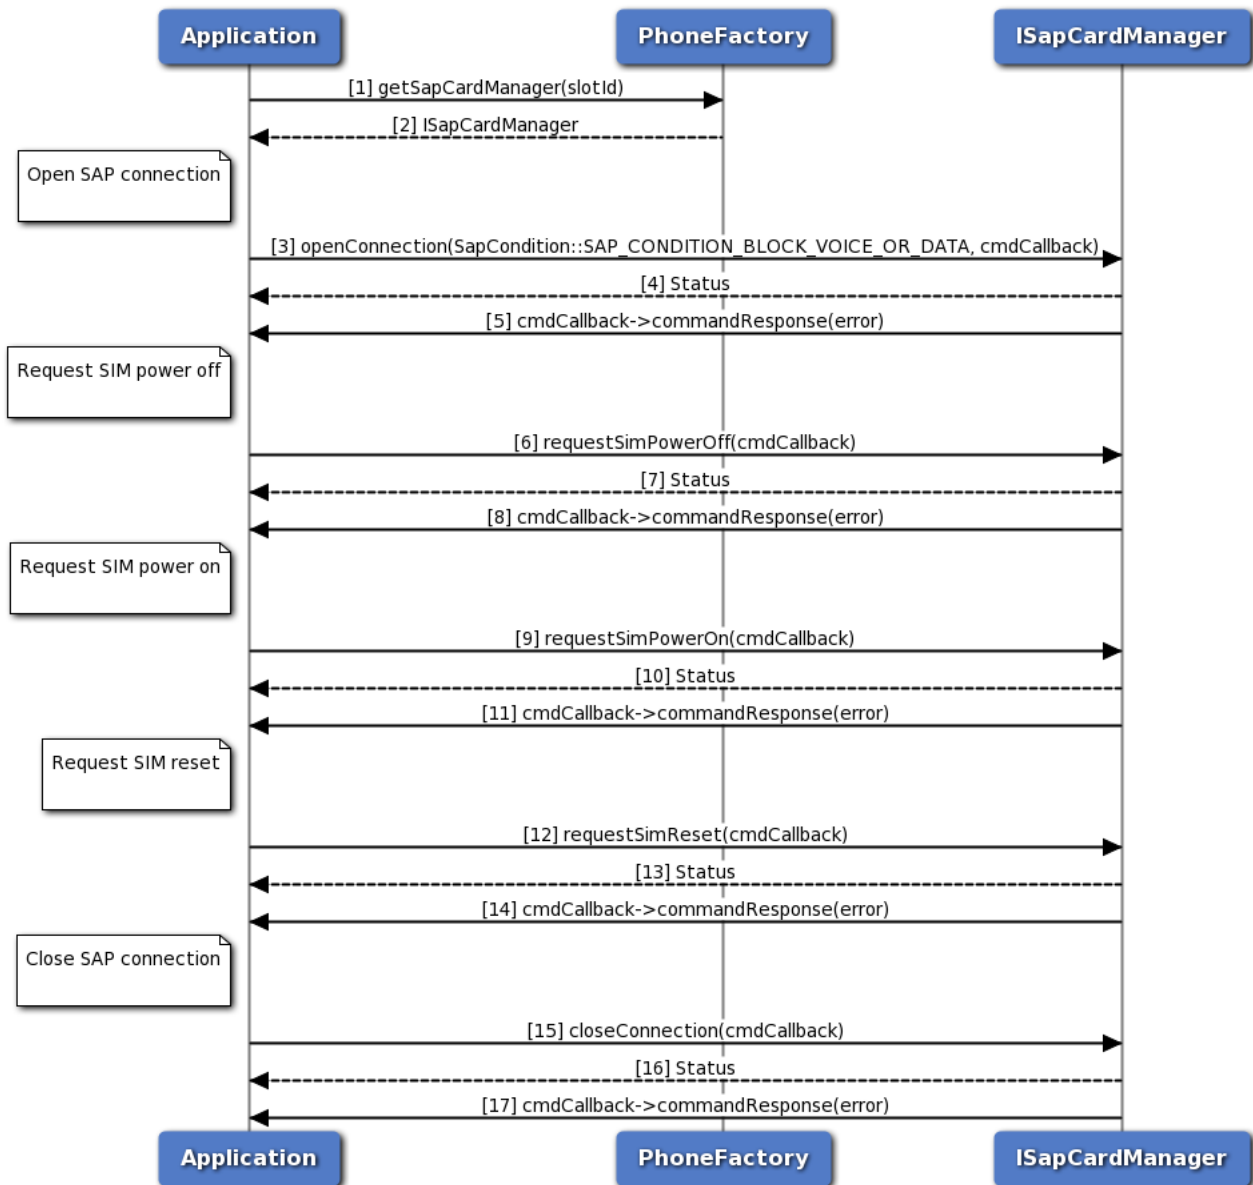 Application PhoneFactory ISapCardManager
[1] getSapCardManager(slotId)
[2] ISapCardManager
Open SAP connection
[3] openConnection(SapCondition::SAP_CONDITION_BLOCK_VOICE_OR_DATA, cmdCallback)
[4] Status
[5] cmdCallback->commandResponse(error)
Request SIM power off
[6] requestSimPowerOff(cmdCallback)
[7] Status
[8] cmdCallback->commandResponse(error)
Request SIM power on
[9] requestSimPowerOn(cmdCallback)
[10] Status
[11] cmdCallback->commandResponse(error)
Request SIM reset
[12] requestSimReset(cmdCallback)
[13] Status
[14] cmdCallback->commandResponse(error)
Close SAP connection
[15] closeConnection(cmdCallback)
[16] Status
[17] cmdCallback->commandResponse(error)
Application PhoneFactory ISapCardManager